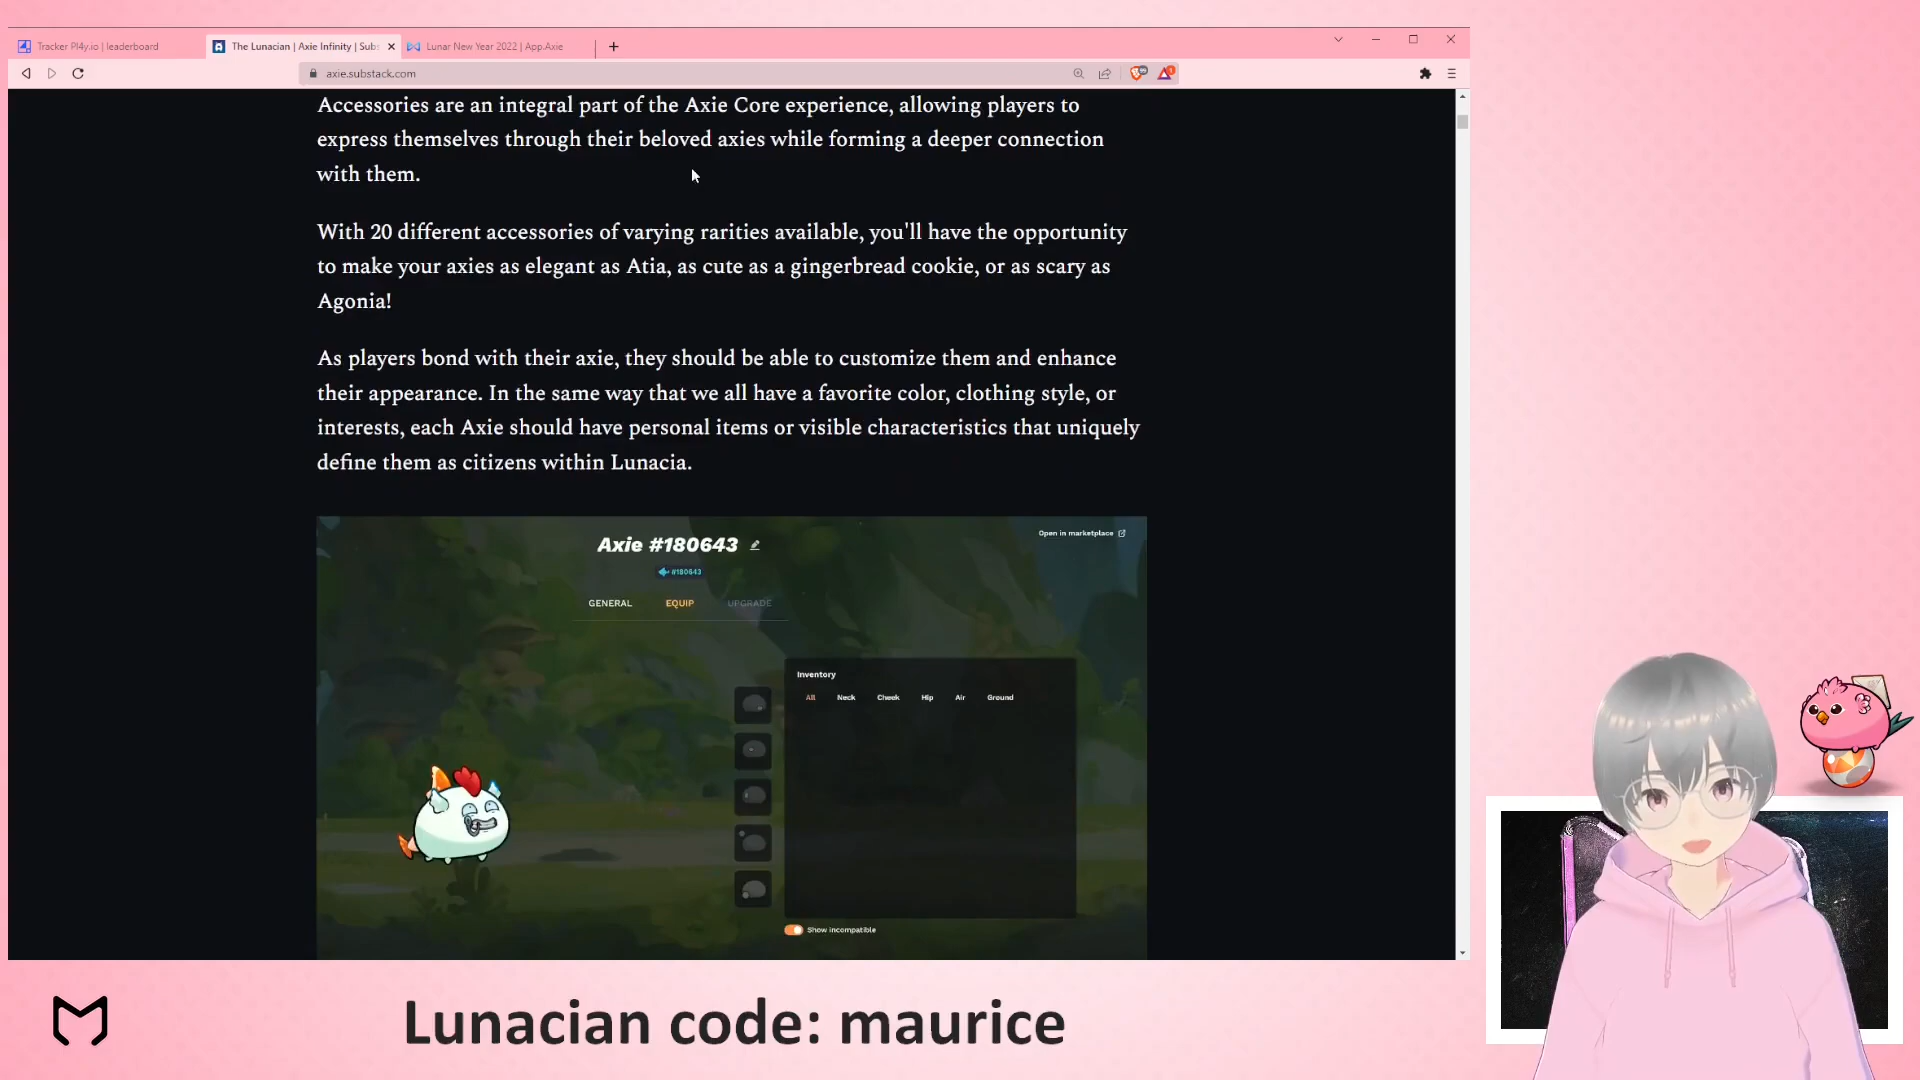 Tracker Pl4y.io | leaderboard
The Lunacian | Axie Infinity | Sub
Lunar New Year 2022 | App.Axie
axie.substack.com
Accessories are an integral part of the Axie Core experience, allowing players to
express themselves through their beloved axies while forming a deeper connection
with them.
With 20 different accessories of varying rarities available, you'll have the opportunity
to make your axies as elegant as Atia, as cute as a gingerbread cookie, or as scary as
Agonia!
As players bond with their axie, they should be able to customize them and enhance
their appearance. In the same way that we all have a favorite color, clothing style, or
interests, each Axie should have personal items or visible characteristics that uniquely
define them as citizens within Lunacia.
Open in marketplace
Axie #180643
#180643
GENERAL EQUIP UPGRADE
Inventory
All Neck Cheek Hip Air Ground
Show incompatible
Lunacian code: maurice